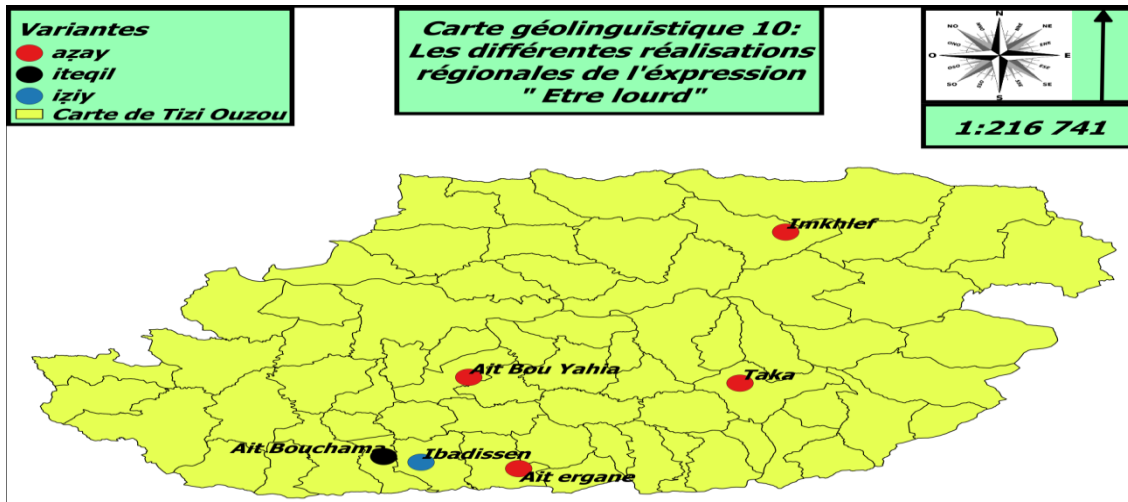 Variantes
aẓay
iteqil
iẓiy
Carte de Tizi Ouzou
Carte géolinguistique 10:
Les différentes réalisations
régionales de l'éxpression
" Etre lourd"
N
NO
NE
O
E
SO
SE
S
1:216 741
Imkhlef
Ait Bou Yahia
Taka
Ait Bouchama
Ibadissen
Ait ergane